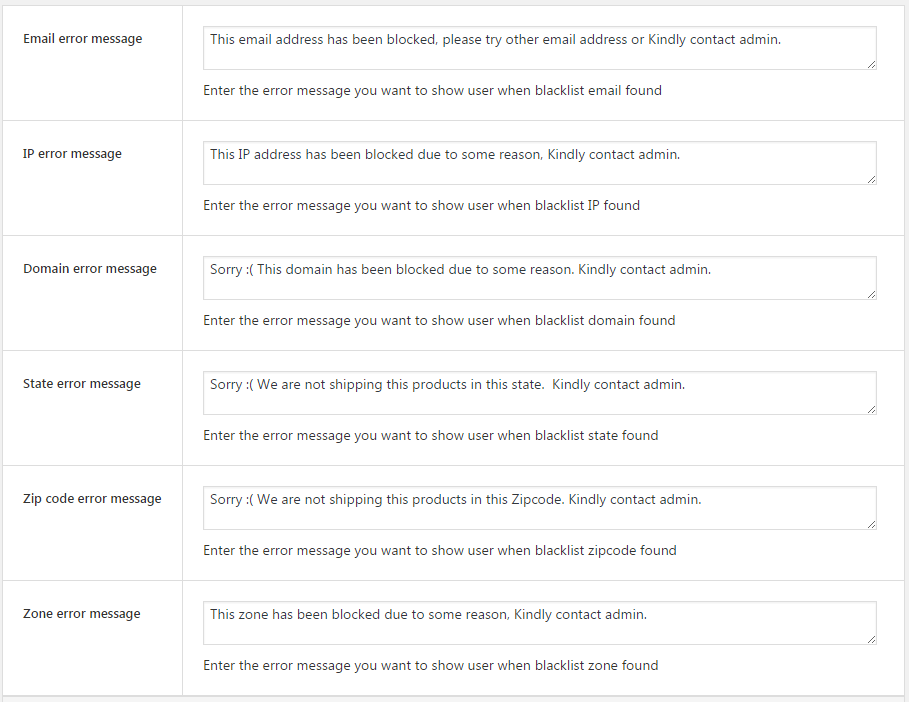 Email error message
This email address has been blocked, please try other email address or Kindly contact admin.
Enter the error message you want to show user when blacklist email found
IP error message
This IP address has been blocked due to some reason, Kindly contact admin.
Enter the error message you want to show user when blacklist IP found
Domain error message
Sorry :( This domain has been blocked due to some reason. Kindly contact admin.
Enter the error message you want to show user when blacklist domain found
State error message
Sorry :( We are not shipping this products in this state.  Kindly contact admin.
Enter the error message you want to show user when blacklist state found
Zip code error message
Sorry :( We are not shipping this products in this Zipcode. Kindly contact admin.
Enter the error message you want to show user when blacklist zipcode found
Zone error message
This zone has been blocked due to some reason, Kindly contact admin.
Enter the error message you want to show user when blacklist zone found